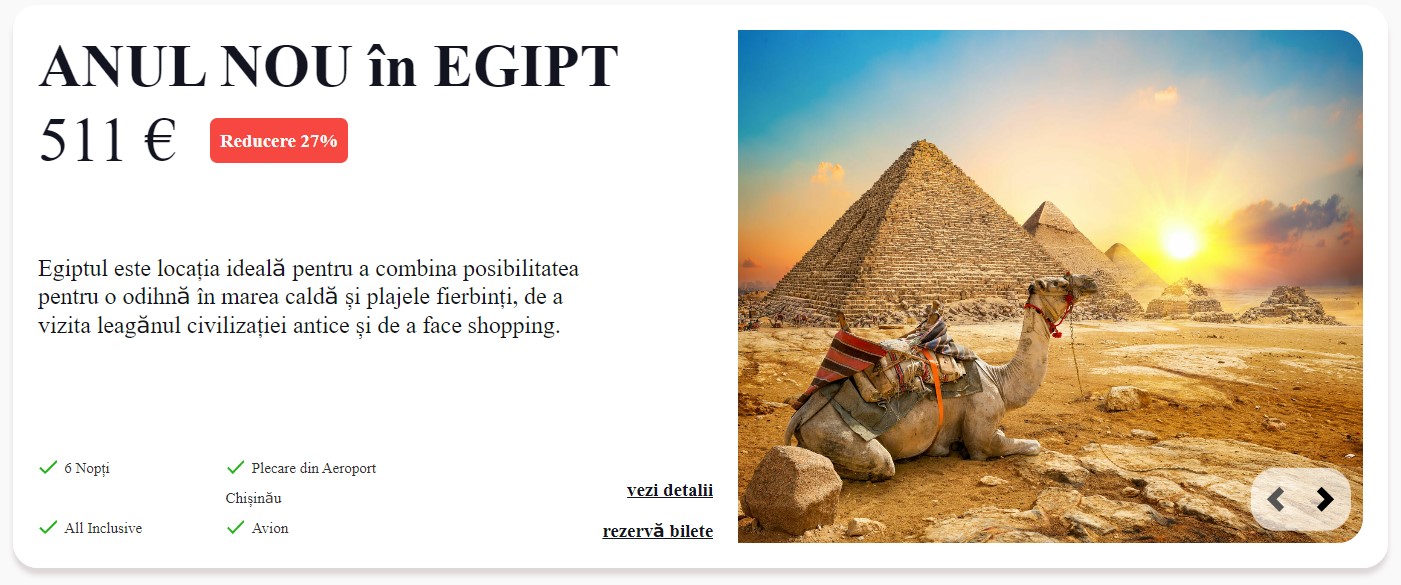 ANUL NOU în EGIPT
511 €
Reducere 27%
Egiptul este locația ideală pentru a combina posibilitatea
pentru o odihnă în marea caldă și plajele fierbinți, de a
vizita leagănul civilizației antice și de a face shopping.
6 Nopți
Plecare din Aeroport
Chișinău
All Inclusive
Avion
vezi detalii
rezervă bilete